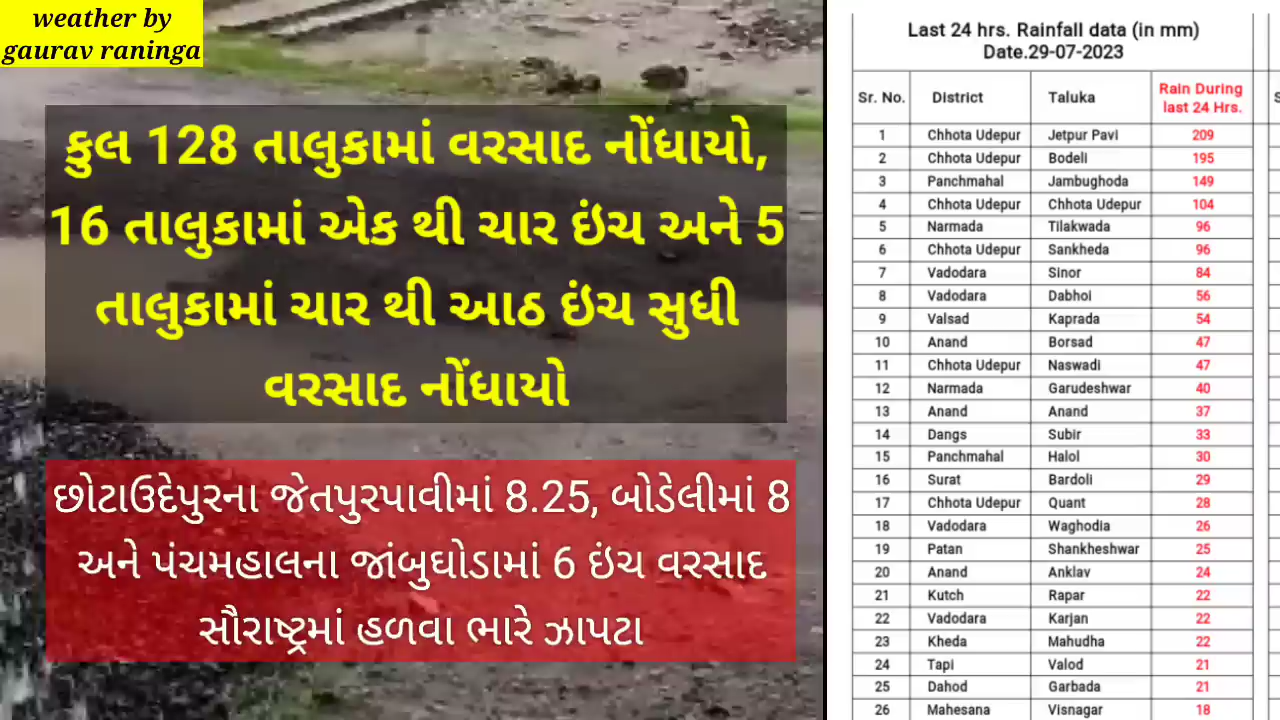 weather by
gaurav raninga
કુલ 128 તાલુકામાં વરસાદ નોંધાયો,
16 તાલુકામાં એક થી ચાર ઇંચ અને 5
તાલુકામાં ચાર થી આઠ ઇંચ સુધી
વરસાદ નોંધાયો
છોટાઉદેપુરના જેતપુરપાવીમાં 8.25, બોડેલીમાં 8
અને પંચમહાલના જાંબુઘોડામાં 6 ઇંચ વરસાદ
સૌરાષ્ટ્રમાં હળવા ભારે ઝાપટા
Last 24 hrs. Rainfall data (in mm)
Date.29-07-2023
Sr. No. District Taluka Rain During last 24 Hrs. S
1 Chhota Udepur Jetpur Pavi 209
2 Chhota Udepur Bodeli 195
3 Panchmahal Jambughoda 149
4 Chhota Udepur Chhota Udepur 104
5 Narmada Tilakwada 96
6 Chhota Udepur Sankheda 96
7 Vadodara Sinor 84
8 Vadodara Dabhoi 56
9 Valsad Kaprada 54
10 Anand Borsad 47
11 Chhota Udepur Naswadi 47
12 Narmada Garudeshwar 40
13 Anand Anand 37
14 Dangs Subir 33
15 Panchmahal Halol 30
16 Surat Bardoli 29
17 Chhota Udepur Quant 28
18 Vadodara Waghodia 26
19 Patan Shankheshwar 25
20 Anand Anklav 24
21 Kutch Rapar 22
22 Vadodara Karjan 22
23 Kheda Mahudha 22
24 Tapi Valod 21
25 Dahod Garbada 21
26 Mahesana Visnagar 18